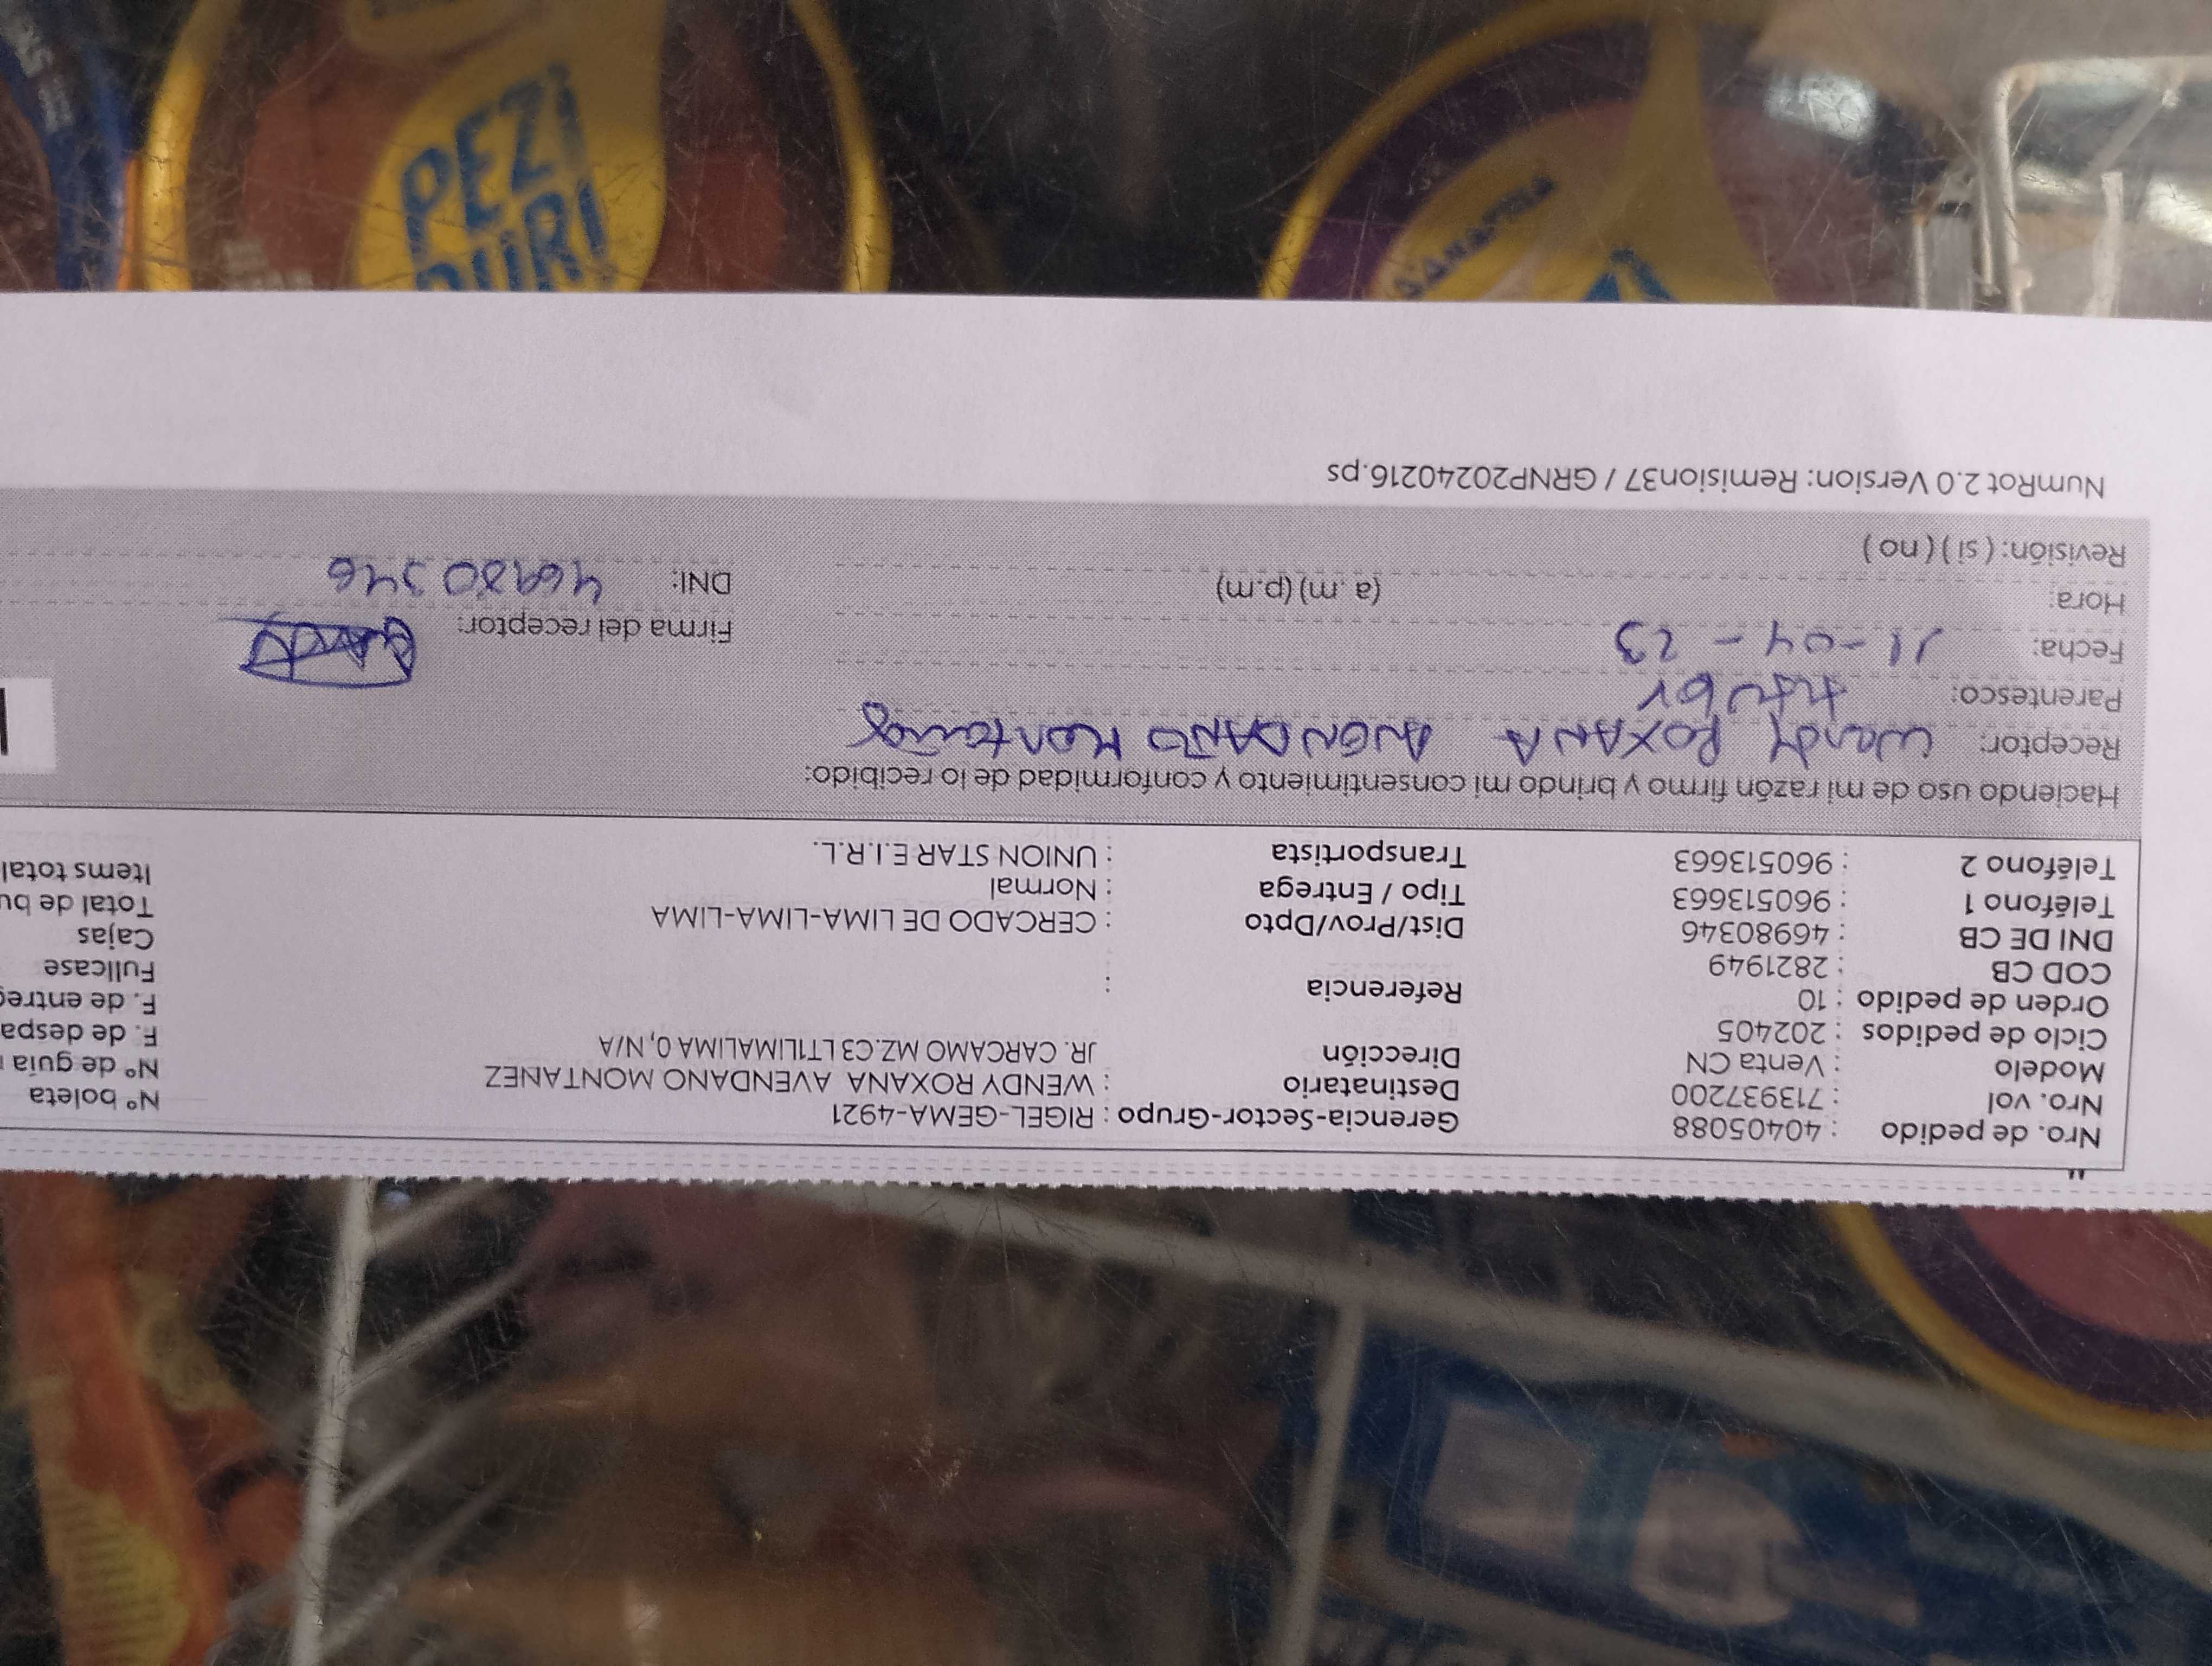 Nro. de pedido : 40405088
Nro. vol : 713937200
Modelo : Venta CN
Ciclo de pedidos : 202405
Orden de pedido : 10
COD CB : 2821949
DNI DE CB : 46980346
Teléfono 1 : 960513663
Teléfono 2 : 960513663
Gerencia-Sector-Grupo : RIGEL-GEMA-4921
Destinatario : WENDY ROXANA AVENDANO MONTANEZ
Dirección JR. CARCAMO MZ.C3 LT1LIMALIMA 0, N/A
Referencia :
Dist/Prov/Dpto : CERCADO DE LIMA-LIMA-LIMA
Tipo / Entrega : Normal
Transportista : UNION STAR E.I.R.L.
Nº boleta
Nº de guia
F. de despa
F. de entreg
Fullcase
Cajas
Total de bu
Items total
Haciendo uso de mi razón firmo y brindo mi consentimiento y conformidad de lo recibido:
Receptor: Wendy ROXANA AVENDAÑO Montañez
Parentesco:
Fecha: 11-04-23
Hora: (a .m) (p.m)
Revisión: ( si ) ( no )
Firma del receptor:
DNI: 46980346
NumRot 2.0 Version: Remision37 / GRNP20240216.ps
PEZI
DURI